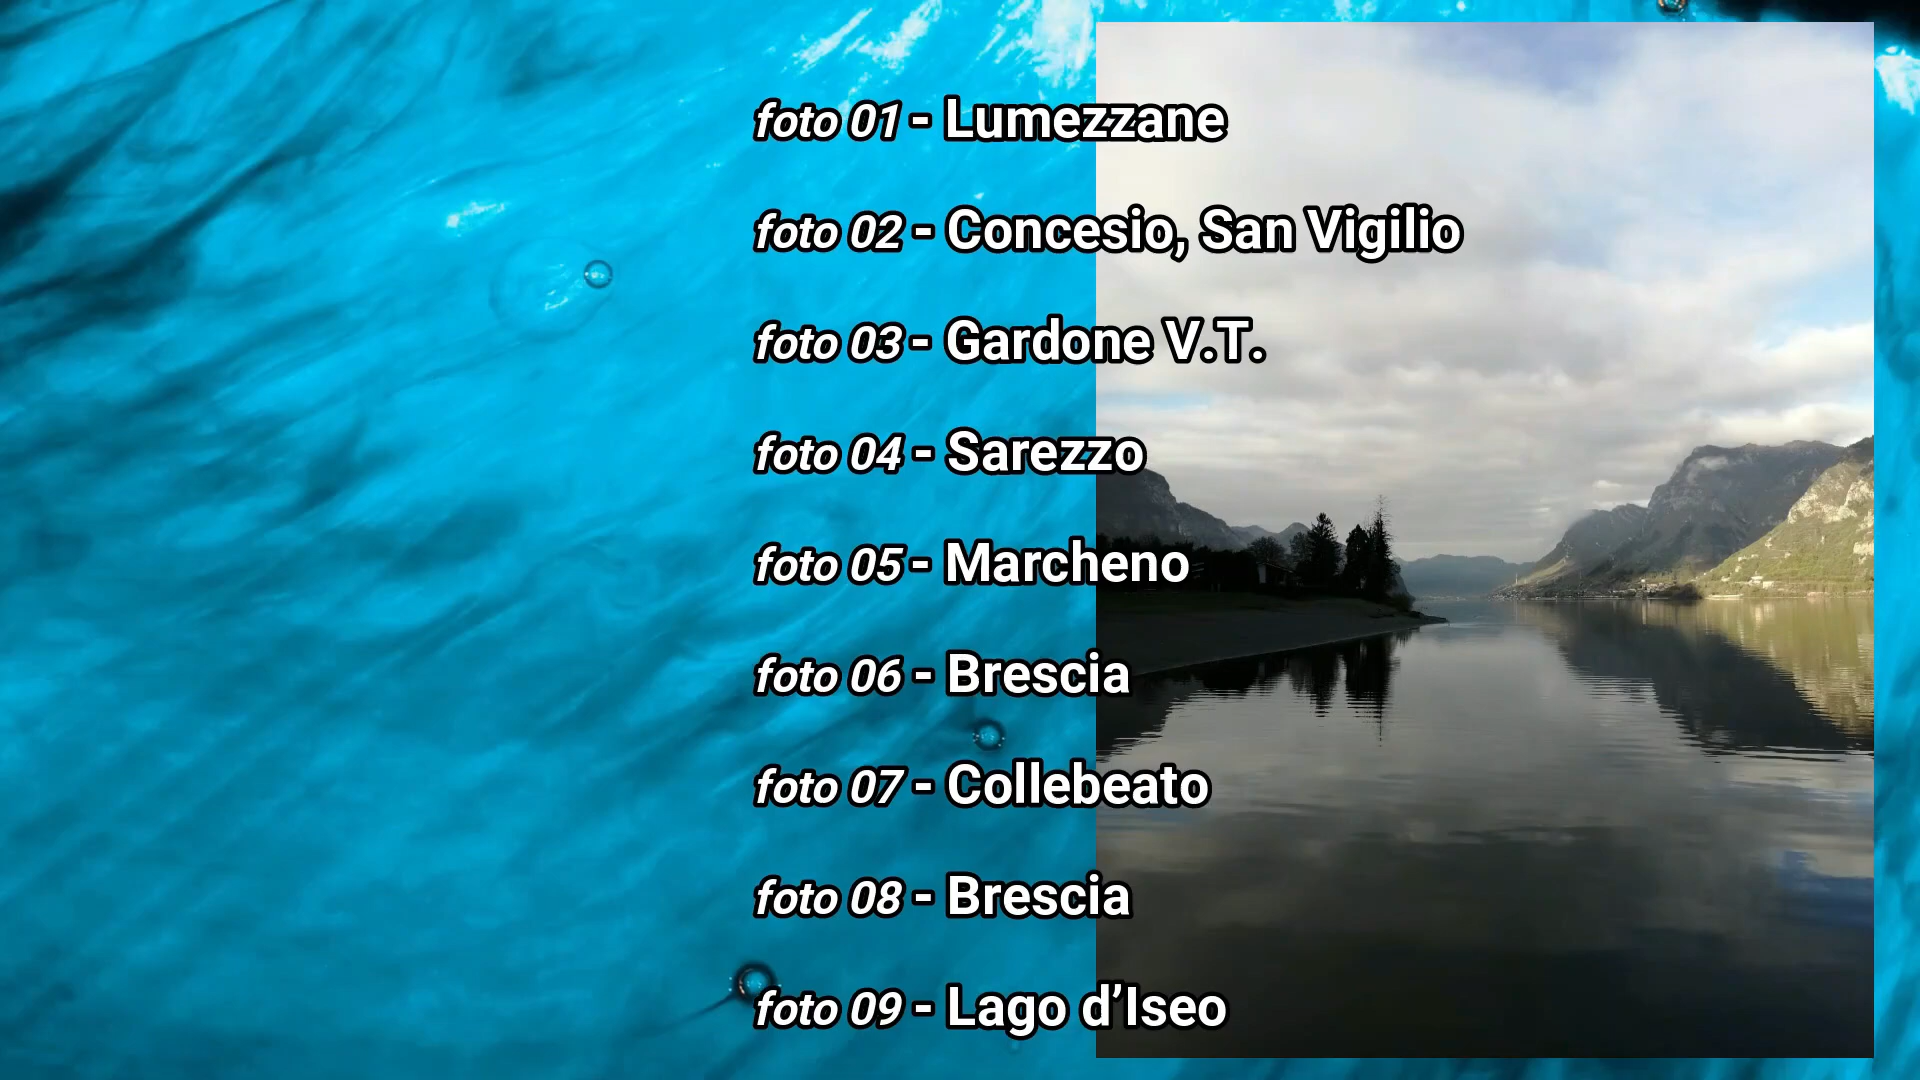 foto 01 - Lumezzane
foto 02 - Concesio, San Vigilio
foto 03 - Gardone V.T.
foto 04 - Sarezzo
foto 05 - Marcheno
foto 06 - Brescia
foto 07 - Collebeato
foto 08 - Brescia
foto 09 - Lago d’Iseo